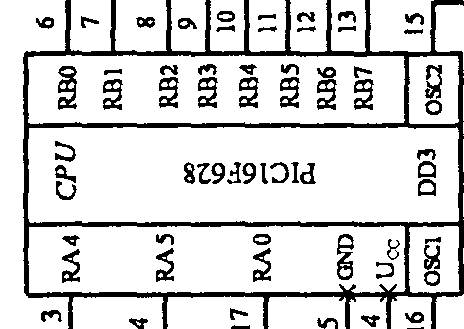 6 7 8 9 10 11 12 13 15
RB0 RB1 RB2 RB3 RB4 RB5 RB6 RB7 OSC2
CPU PIC16F628 DD3
RA4 RA5 RA0 GND UCC OSC1
3 4 17 5 4 16